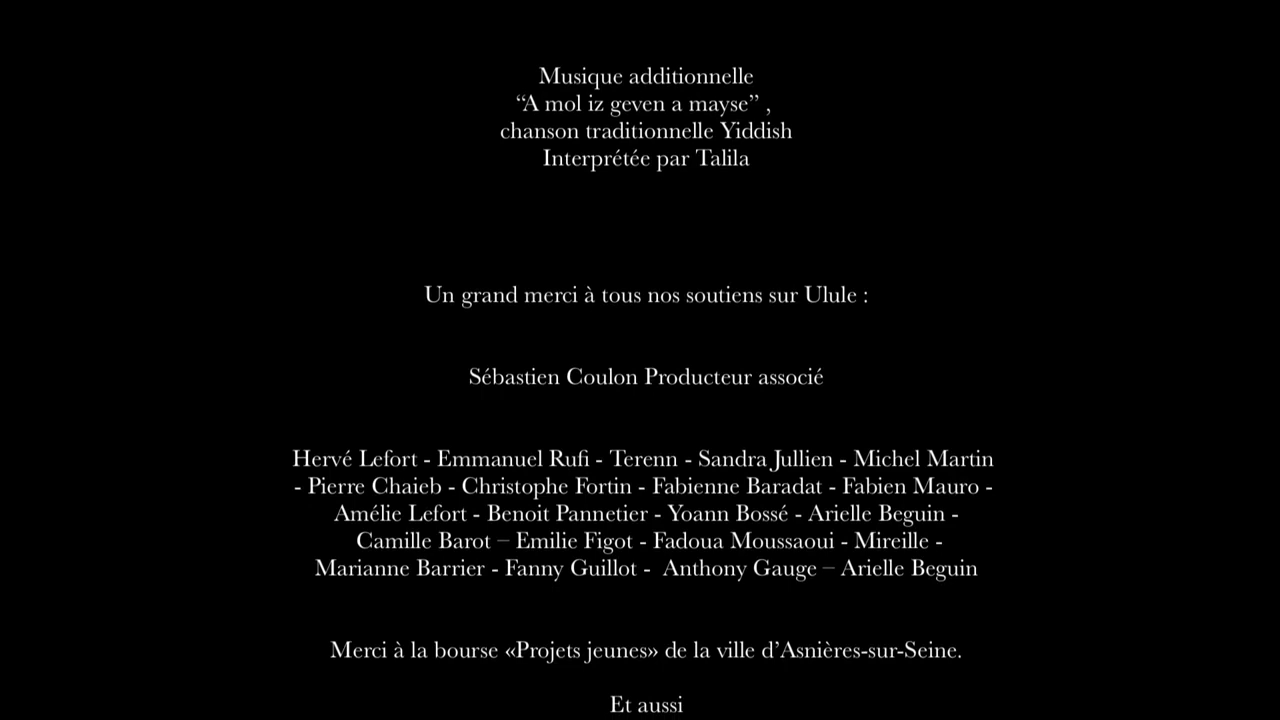 Musique additionnelle
“A mol iz geven a mayse” ,
chanson traditionnelle Yiddish
Interprétée par Talila
Un grand merci à tous nos soutiens sur Ulule :
Sébastien Coulon Producteur associé
Hervé Lefort - Emmanuel Rufi - Terenn - Sandra Jullien - Michel Martin
- Pierre Chaieb - Christophe Fortin - Fabienne Baradat - Fabien Mauro -
Amélie Lefort - Benoit Pannetier - Yoann Bossé - Arielle Beguin -
Camille Barot – Emilie Figot - Fadoua Moussaoui - Mireille -
Marianne Barrier - Fanny Guillot -  Anthony Gauge – Arielle Beguin
Merci à la bourse «Projets jeunes» de la ville d’Asnières-sur-Seine.
Et aussi